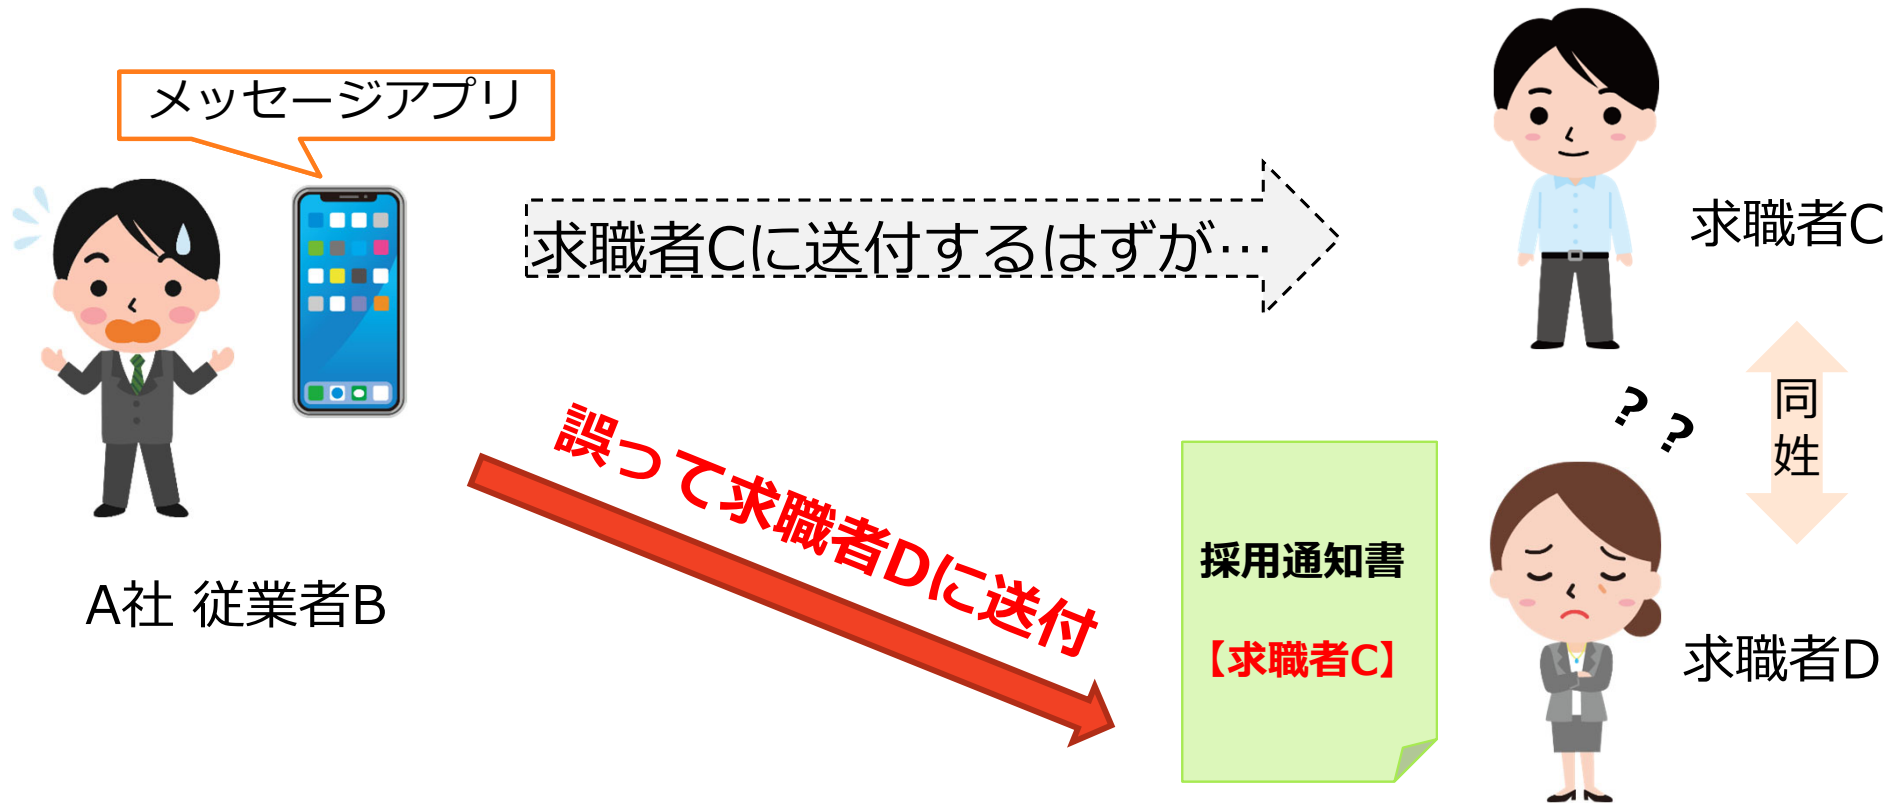 メッセージアプリ
求職者Cに送付するはずが…
求職者C
誤って求職者Dに送付
？？
同
姓
採用通知書
【求職者C】
A社 従業者B
求職者D